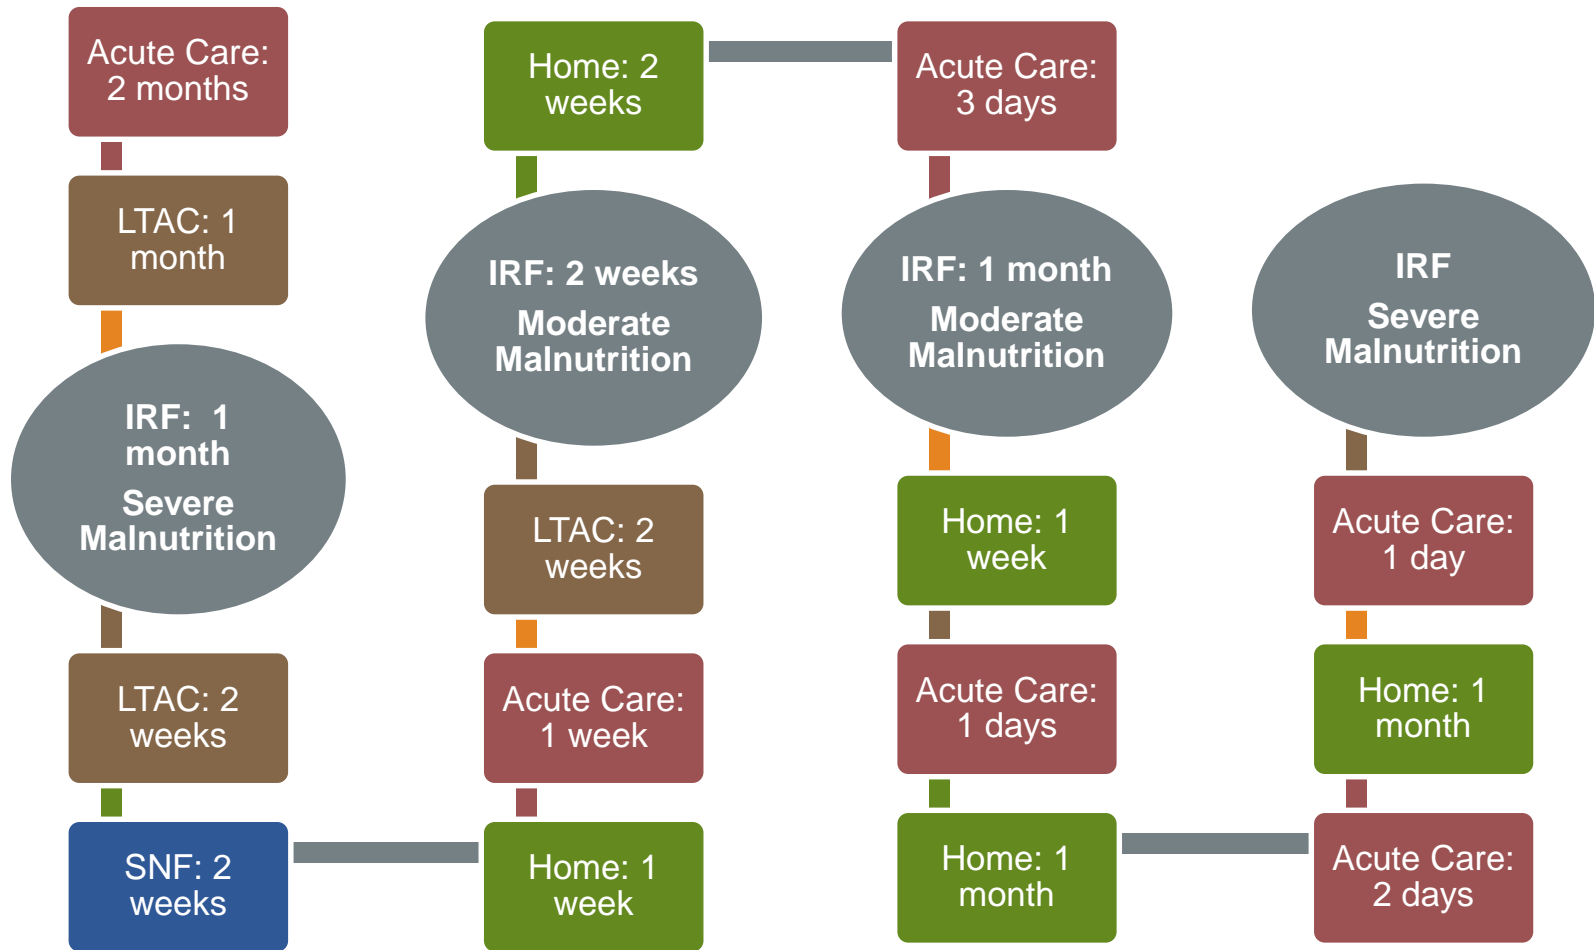 Acute Care:
2 months
LTAC: 1
month
IRF:  1
month
Severe
Malnutrition
LTAC: 2
weeks
SNF: 2
weeks
Home: 1
week
Acute Care:
1 week
LTAC: 2
weeks
IRF: 2 weeks
Moderate
Malnutrition
Home: 2
weeks
Acute Care:
3 days
IRF: 1 month
Moderate
Malnutrition
Home: 1
week
Acute Care:
1 days
Home: 1
month
Acute Care:
2 days
Home: 1
month
Acute Care:
1 day
IRF
Severe
Malnutrition